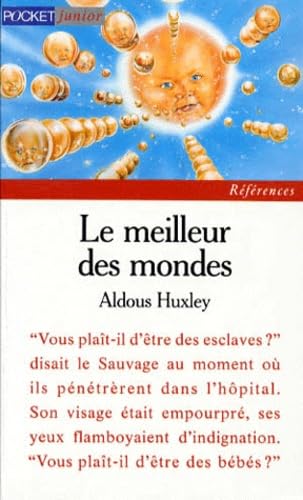 POCKET junior
Références
Le meilleur
des mondes
Aldous Huxley
"Vous plaît-il d'être des esclaves?"
disait le Sauvage au moment où
ils pénétrèrent dans l'hôpital.
Son visage était empourpré, ses
yeux flamboyaient d'indignation.
"Vous plaît-il d'être des bébés?"